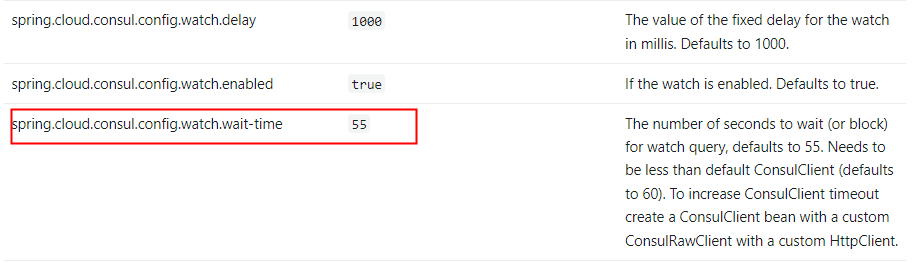 spring.cloud.consul.config.watch.delay 1000 The value of the fixed delay for the watch
in millis. Defaults to 1000.
spring.cloud.consul.config.watch.enabled true If the watch is enabled. Defaults to true.
spring.cloud.consul.config.watch.wait-time 55 The number of seconds to wait (or block)
for watch query, defaults to 55. Needs to
be less than default ConsulClient (defaults
to 60). To increase ConsulClient timeout
create a ConsulClient bean with a custom
ConsulRawClient with a custom HttpClient.